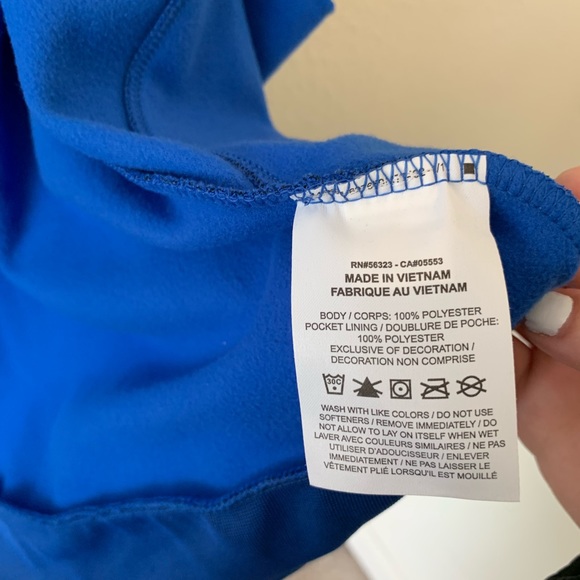 RN#56323 - CA#05553
MADE IN VIETNAM
FABRIQUE AU VIETNAM
BODY / CORPS: 100% POLYESTER
POCKET LINING / DOUBLURE DE POCHE:
100% POLYESTER
EXCLUSIVE OF DECORATION /
DECORATION NON COMPRISE
30C
WASH WITH LIKE COLORS / DO NOT USE
SOFTENERS / REMOVE IMMEDIATELY / DO
NOT ALLOW TO LAY ON ITSELF WHEN WET
LAVER AVEC COULEURS SIMILAIRES / NE PAS
UTILISER D'ADOUCISSEUR / ENLEVER
IMMEDIATEMENT / NE PAS LAISSER LE
VÊTEMENT PLIÉ LORSQU'IL EST MOUILLÉ